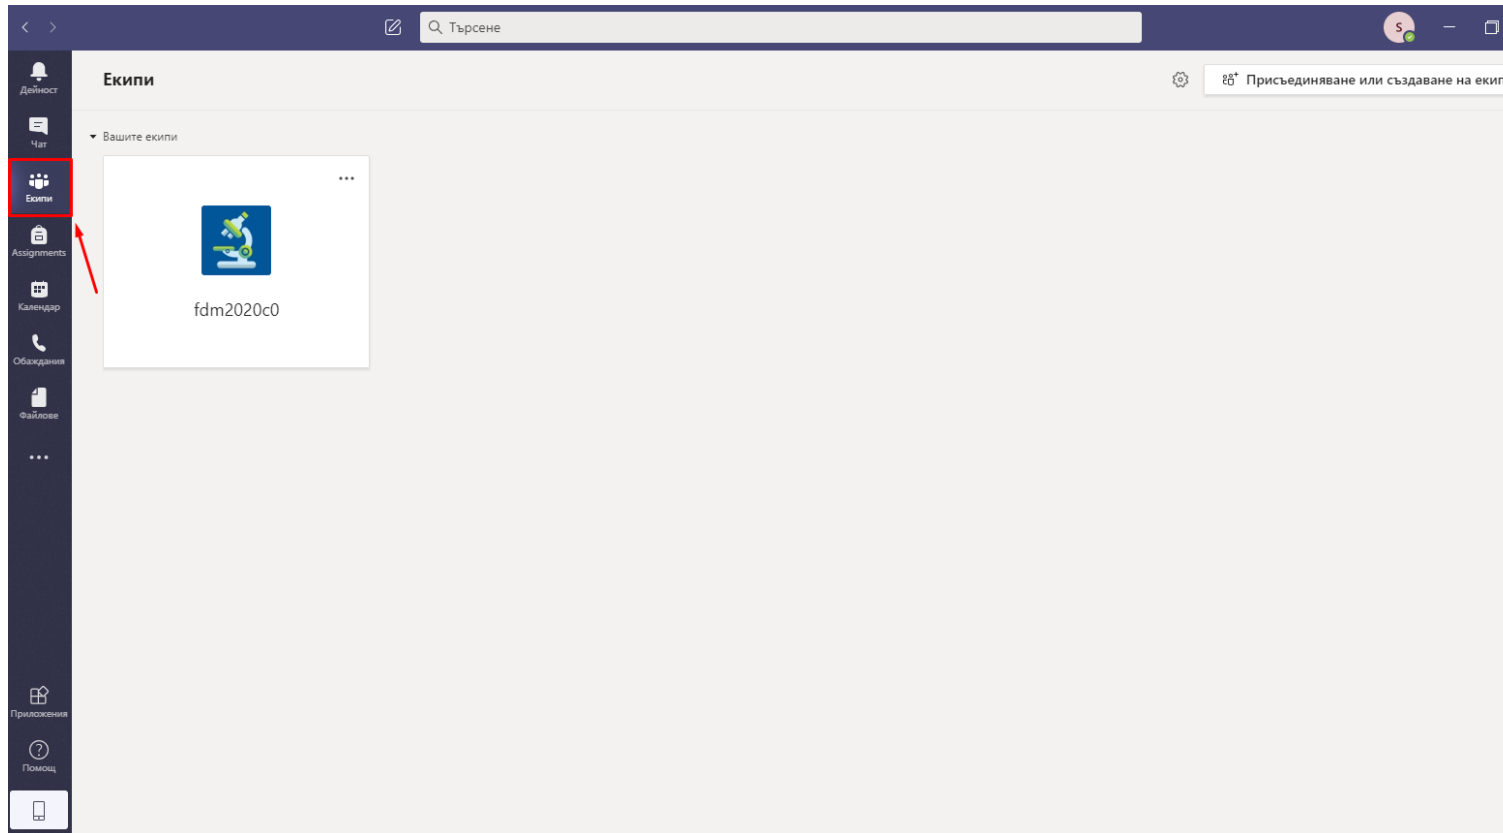 Търсене
S
Дейност
Екипи
Присъединяване или създаване на екип
Чат
Вашите екипи
Екипи
Assignments
fdm2020c0
Календар
Обаждания
Файлове
Приложения
Помощ